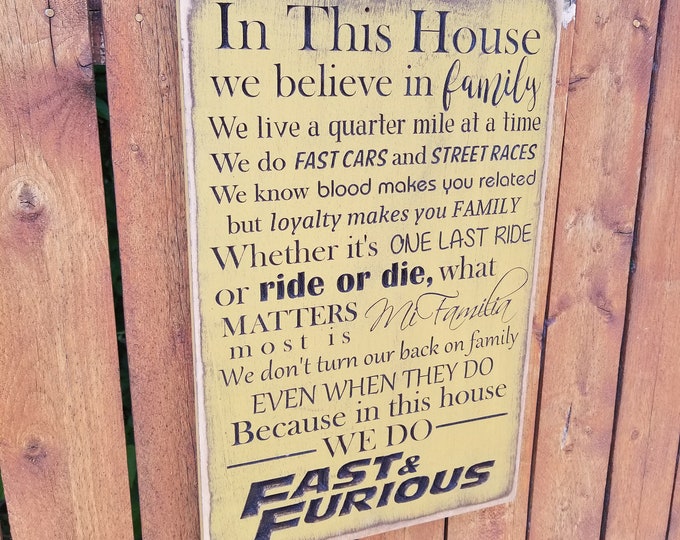 In This House
we believe in family
We live a quarter mile at a time
We do FAST CARS and STREET RACES
We know blood makes you related
but loyalty makes you FAMILY
Whether it's ONE LAST RIDE
or ride or die, what
MATTERS Mi Familia
most is
We don't turn our back on family
EVEN WHEN THEY DO
Because in this house
WE DO
FAST &
FURIOUS